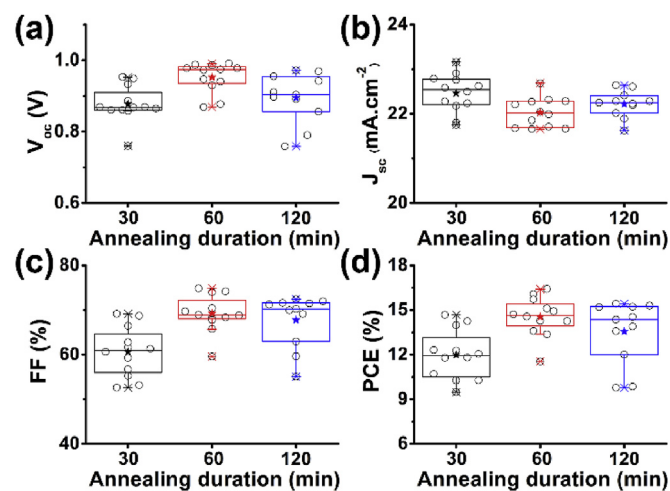 (a)
V_oc (V)
1.0
0.8
0.6
30 60 120
Annealing duration (min)
(b)
J_sc (mA.cm⁻²)
24
22
20
30 60 120
Annealing duration (min)
(c)
FF (%)
80
60
40
30 60 120
Annealing duration (min)
(d)
PCE (%)
18
15
12
9
6
30 60 120
Annealing duration (min)